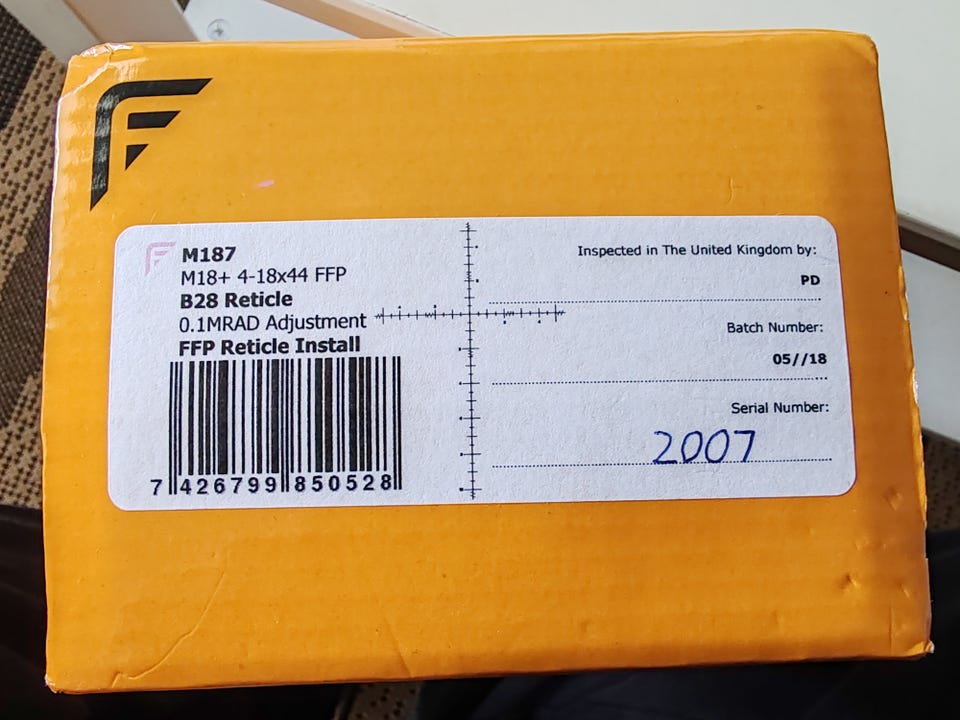 F
M187
M18+ 4-18x44 FFP
B28 Reticle
0.1MRAD Adjustment
FFP Reticle Install
7 426799 850528
Inspected in The United Kingdom by:
PD
Batch Number:
05//18
Serial Number:
2007